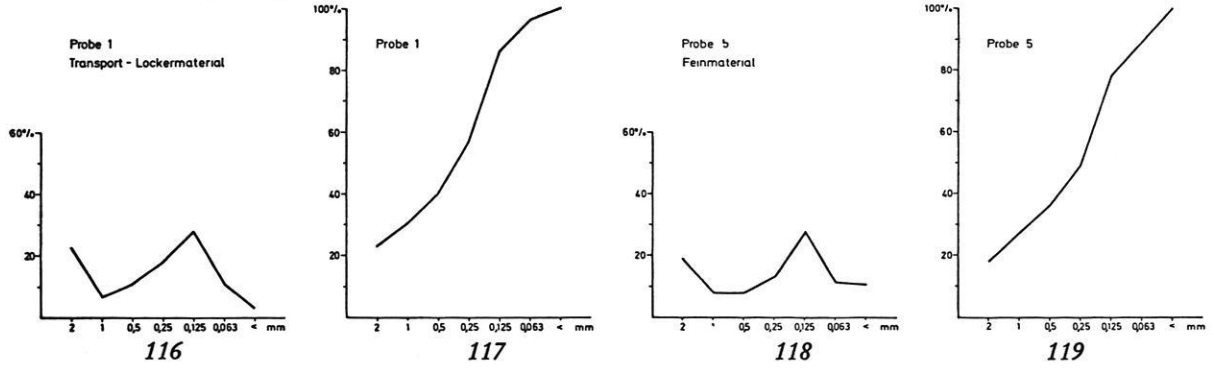 Probe 1
Transport - Lockermaterial
60%
40
20
2 1 0,5 0,25 0,125 0,063 < mm
116
100%
Probe 1
80
60
40
20
2 1 0,5 0,25 0,125 0,063 < mm
117
Probe 5
Feinmaterial
60%
40
20
2 0,5 0,25 0,125 0,063 < mm
118
100%
Probe 5
80
60
40
20
2 1 0,5 0,25 0,125 0,063 < mm
119